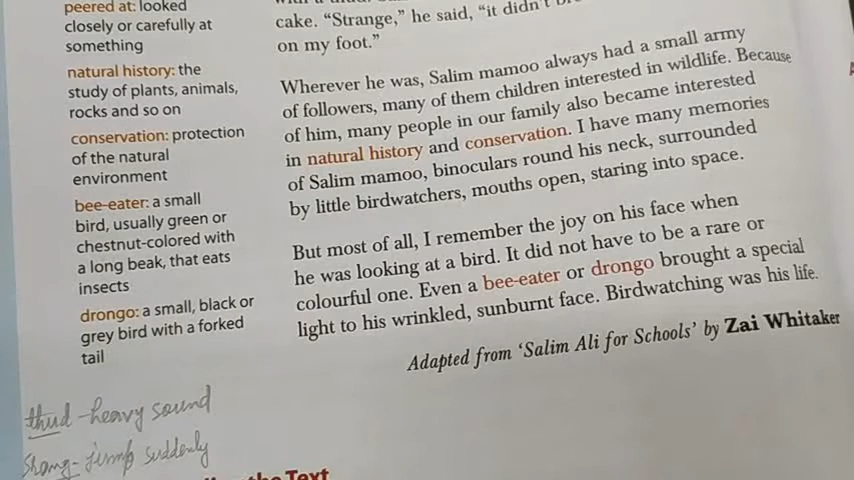 peered at: looked
closely or carefully at
something
natural history: the
study of plants, animals,
rocks and so on
conservation: protection
of the natural
environment
bee-eater: a small
bird, usually green or
chestnut-colored with
a long beak, that eats
insects
drongo: a small, black or
grey bird with a forked
tail
cake. “Strange,” he said, “it didn’t
on my foot.”
Wherever he was, Salim mamoo always had a small army
of followers, many of them children interested in wildlife. Because
of him, many people in our family also became interested
in natural history and conservation. I have many memories
of Salim mamoo, binoculars round his neck, surrounded
by little birdwatchers, mouths open, staring into space.
But most of all, I remember the joy on his face when
he was looking at a bird. It did not have to be a rare or
colourful one. Even a bee-eater or drongo brought a special
light to his wrinkled, sunburnt face. Birdwatching was his life.
Adapted from ‘Salim Ali for Schools’ by Zai Whitaker
thud - heavy sound
jump suddenly
the Text